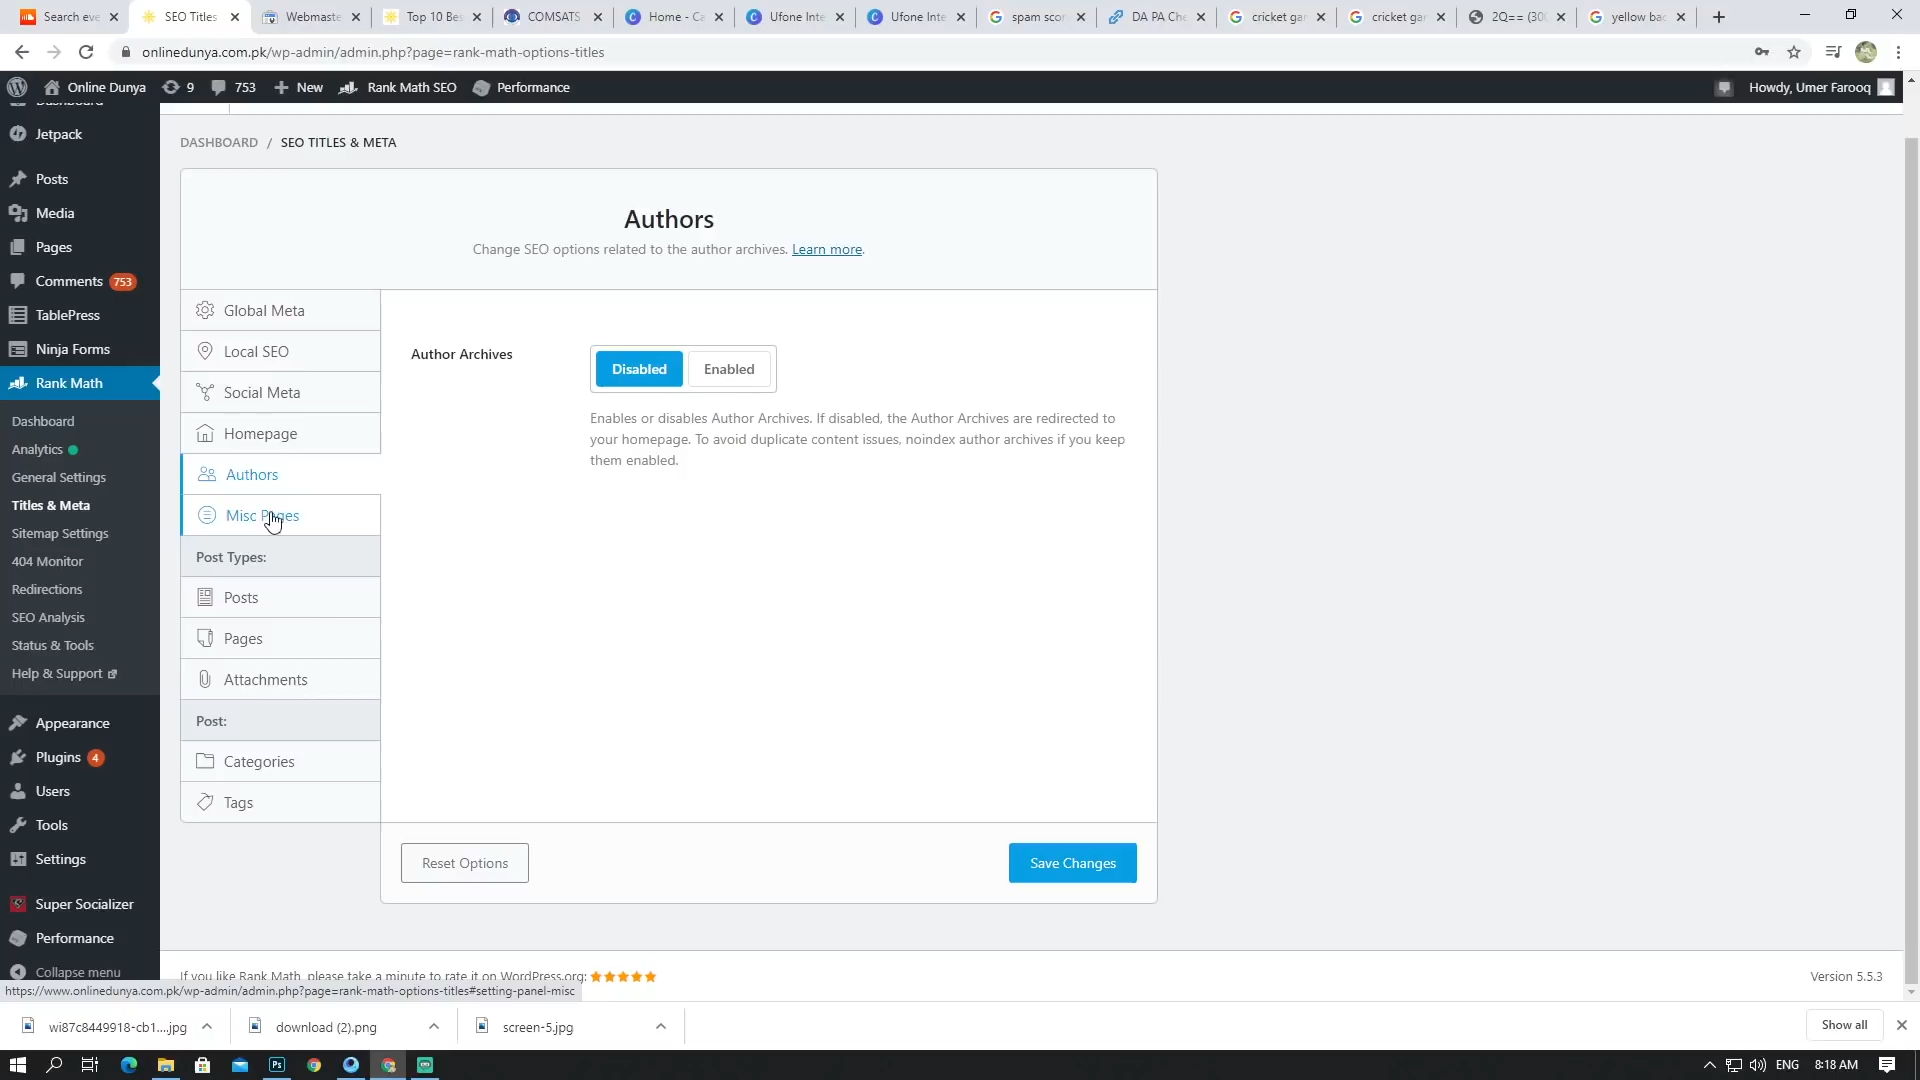 Search eve
SEO Titles
Webmaste
Top 10 Bes
COMSATS
Home - Ca
Ufone Inte
Ufone Inte
spam scor
DA PA Che
cricket gar
cricket gar
2Q== (300
yellow bac
onlinedunya.com.pk/wp-admin/admin.php?page=rank-math-options-titles
Online Dunya
9
753
New
Rank Math SEO
Performance
Howdy, Umer Farooq
Dashboard
Jetpack
Posts
Media
Pages
Comments 753
TablePress
Ninja Forms
Rank Math
Dashboard
Analytics
General Settings
Titles & Meta
Sitemap Settings
404 Monitor
Redirections
SEO Analysis
Status & Tools
Help & Support
Appearance
Plugins 4
Users
Tools
Settings
Super Socializer
Performance
Collapse menu
DASHBOARD / SEO TITLES & META
Authors
Change SEO options related to the author archives. Learn more.
Global Meta
Local SEO
Social Meta
Homepage
Authors
Misc Pages
Post Types:
Posts
Pages
Attachments
Post:
Categories
Tags
Author Archives
Disabled
Enabled
Enables or disables Author Archives. If disabled, the Author Archives are redirected to
your homepage. To avoid duplicate content issues, noindex author archives if you keep
them enabled.
Reset Options
Save Changes
If you like Rank Math, please take a minute to rate it on WordPress.org:
Version 5.5.3
https://www.onlinedunya.com.pk/wp-admin/admin.php?page=rank-math-options-titles#setting-panel-misc
wi87c8449918-cb1....jpg
download (2).png
screen-5.jpg
Show all
Ps
ENG
8:18 AM